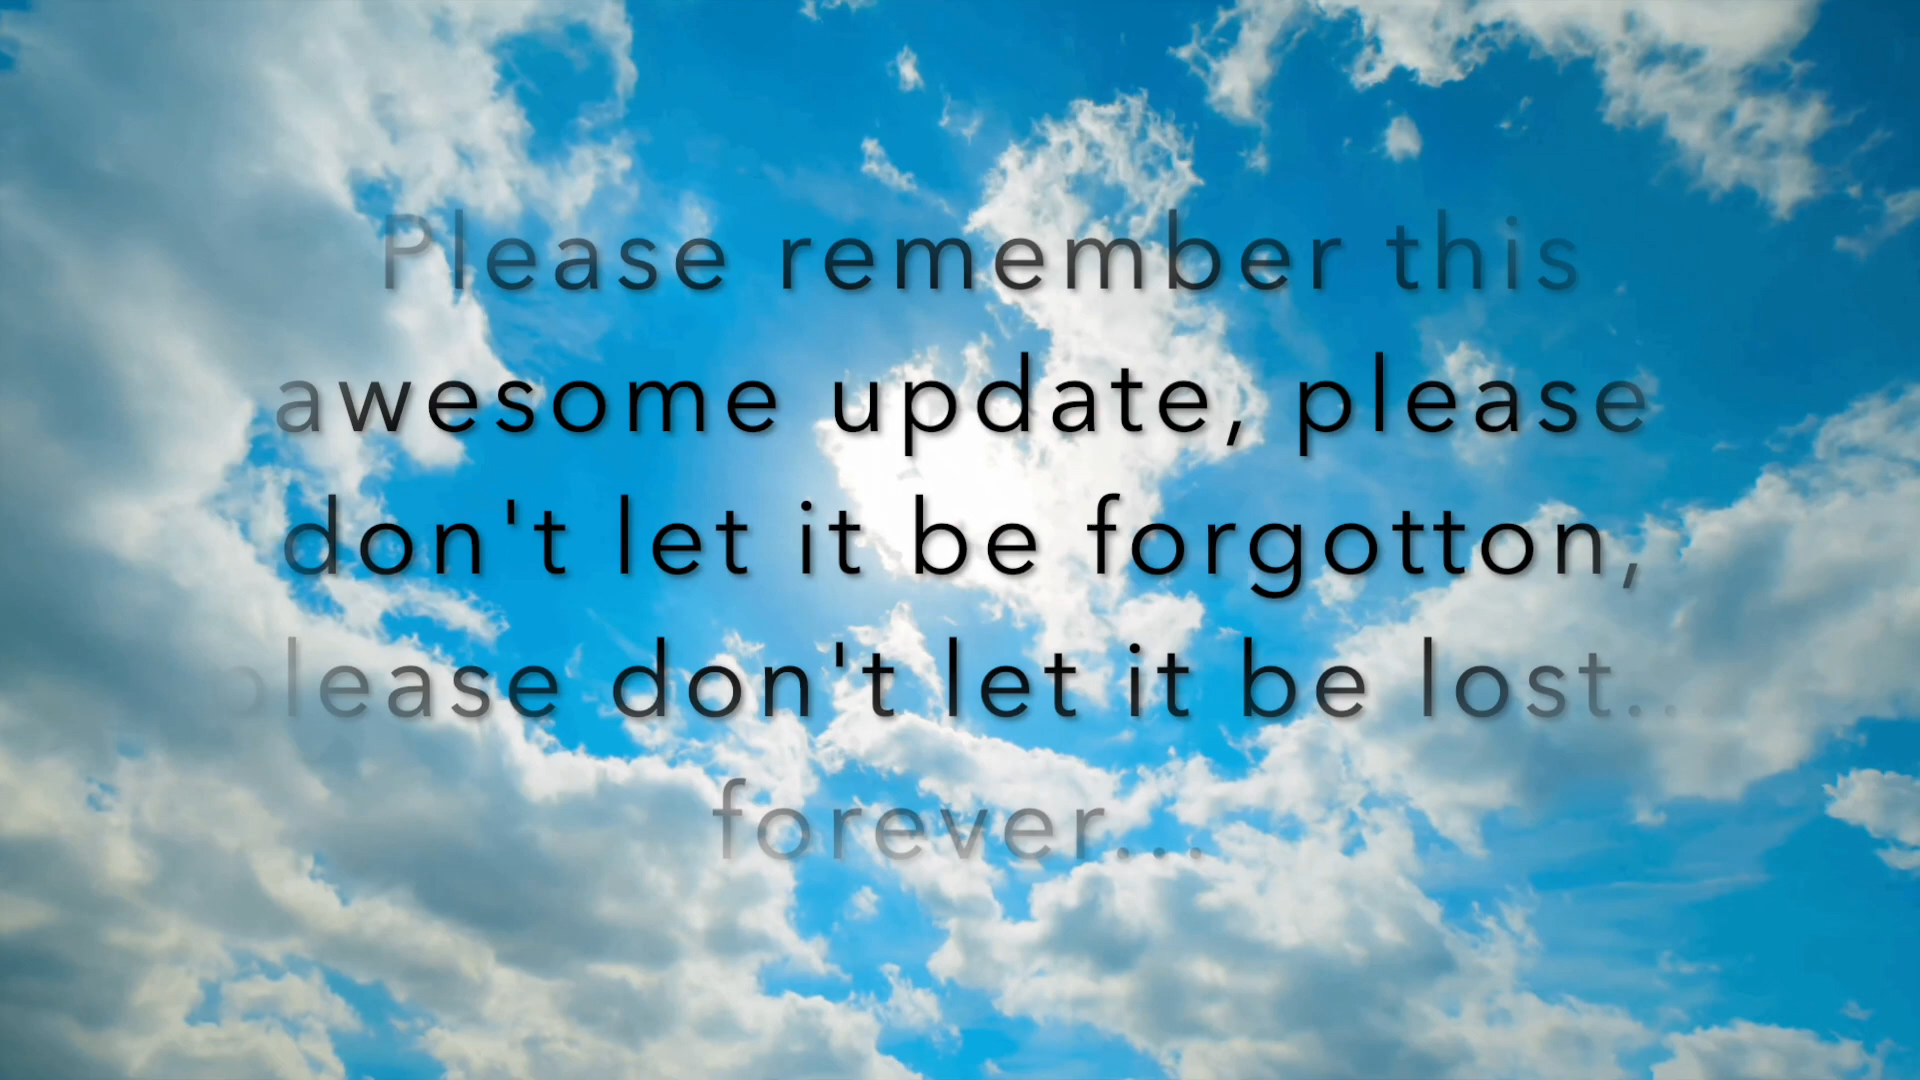 Please remember this
awesome update, please
don't let it be forgotton,
please don't let it be lost...
forever...